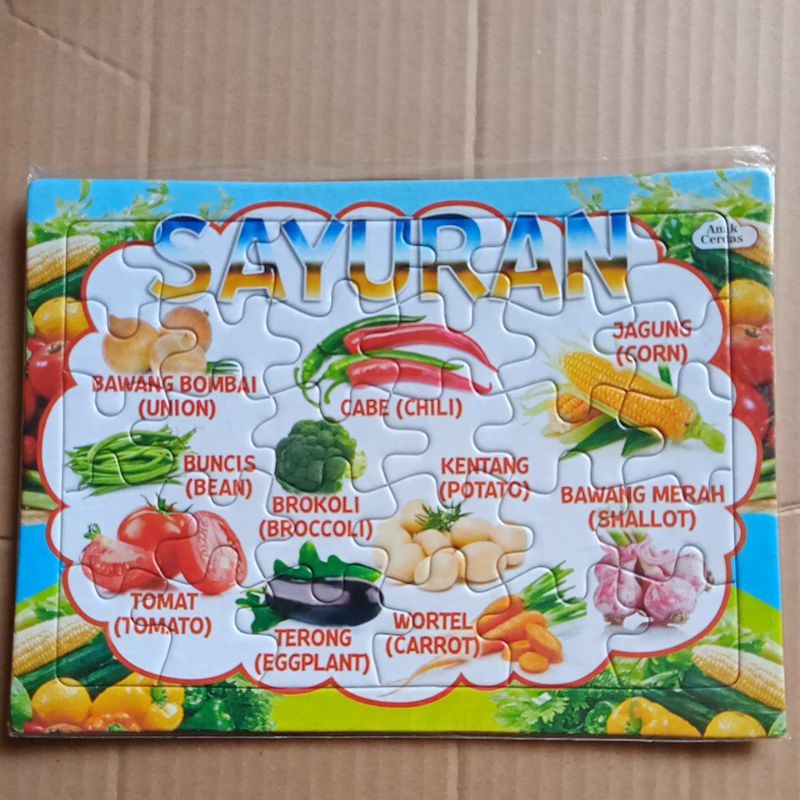 SAYURAN
Anak
Cerdas
BAWANG BOMBAI
(UNION)
CABE (CHILI)
JAGUNG
(CORN)
BUNCIS
(BEAN)
BROKOLI
(BROCCOLI)
KENTANG
(POTATO)
BAWANG MERAH
(SHALLOT)
TOMAT
(TOMATO)
TERONG
(EGGPLANT)
WORTEL
(CARROT)